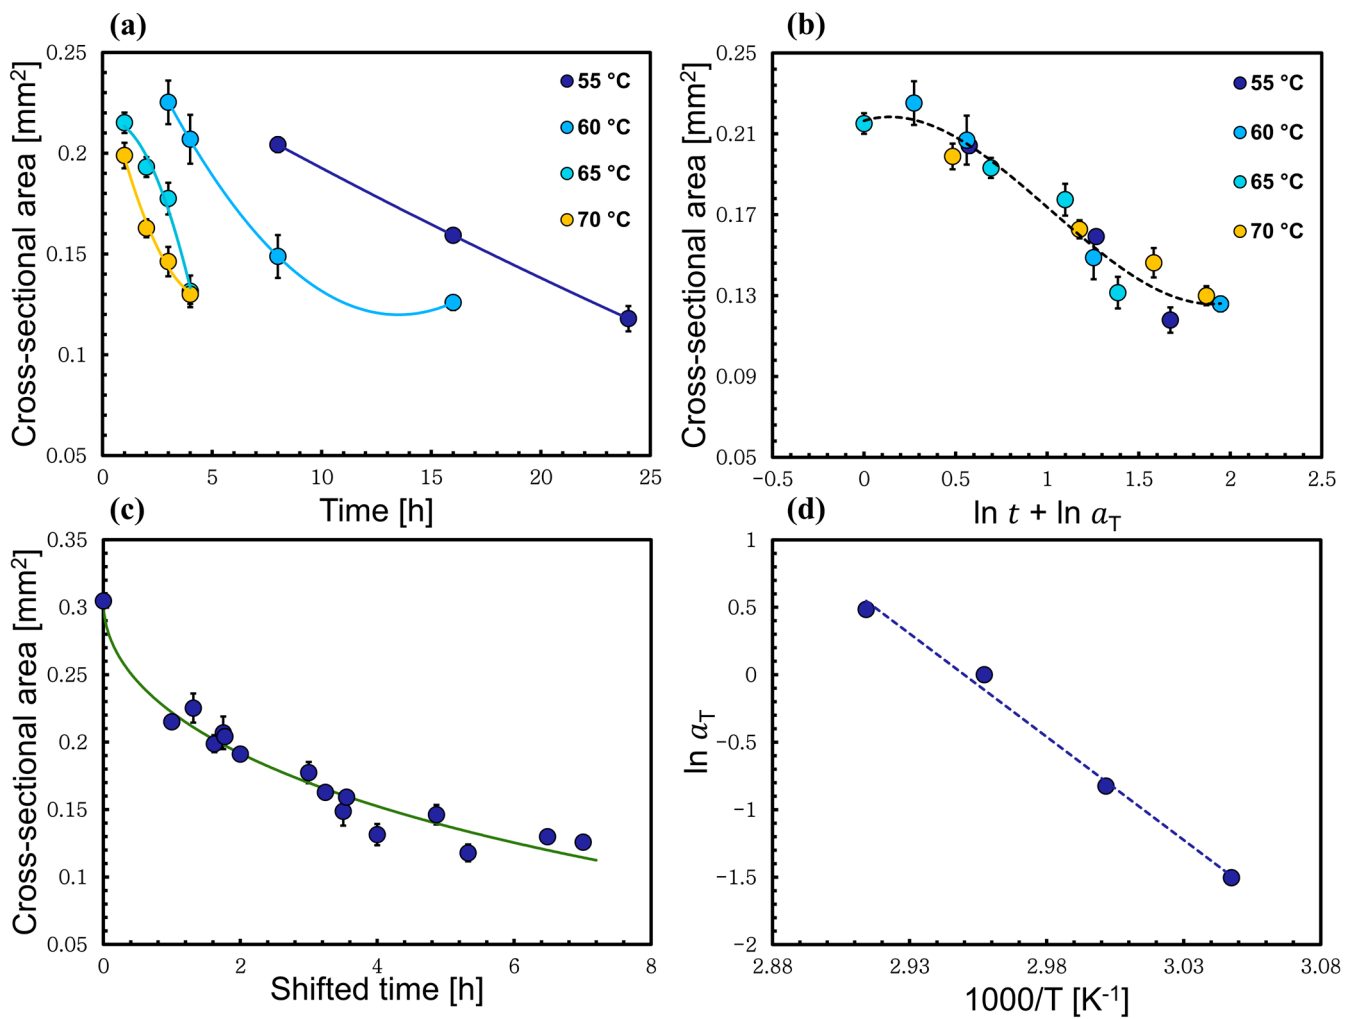 (a)
Cross-sectional area [mm²]
0.25
0.2
0.15
0.1
0.05
55 °C
60 °C
65 °C
70 °C
0 5 10 15 20 25
Time [h]
(b)
Cross-sectional area [mm²]
0.25
0.21
0.17
0.13
0.09
0.05
55 °C
60 °C
65 °C
70 °C
−0.5 0 0.5 1 1.5 2 2.5
ln t + ln aT
(c)
Cross-sectional area [mm²]
0.35
0.3
0.25
0.2
0.15
0.1
0.05
0 2 4 6 8
Shifted time [h]
(d)
ln aT
1
0.5
0
−0.5
−1
−1.5
−2
2.88 2.93 2.98 3.03 3.08
1000/T [K⁻¹]